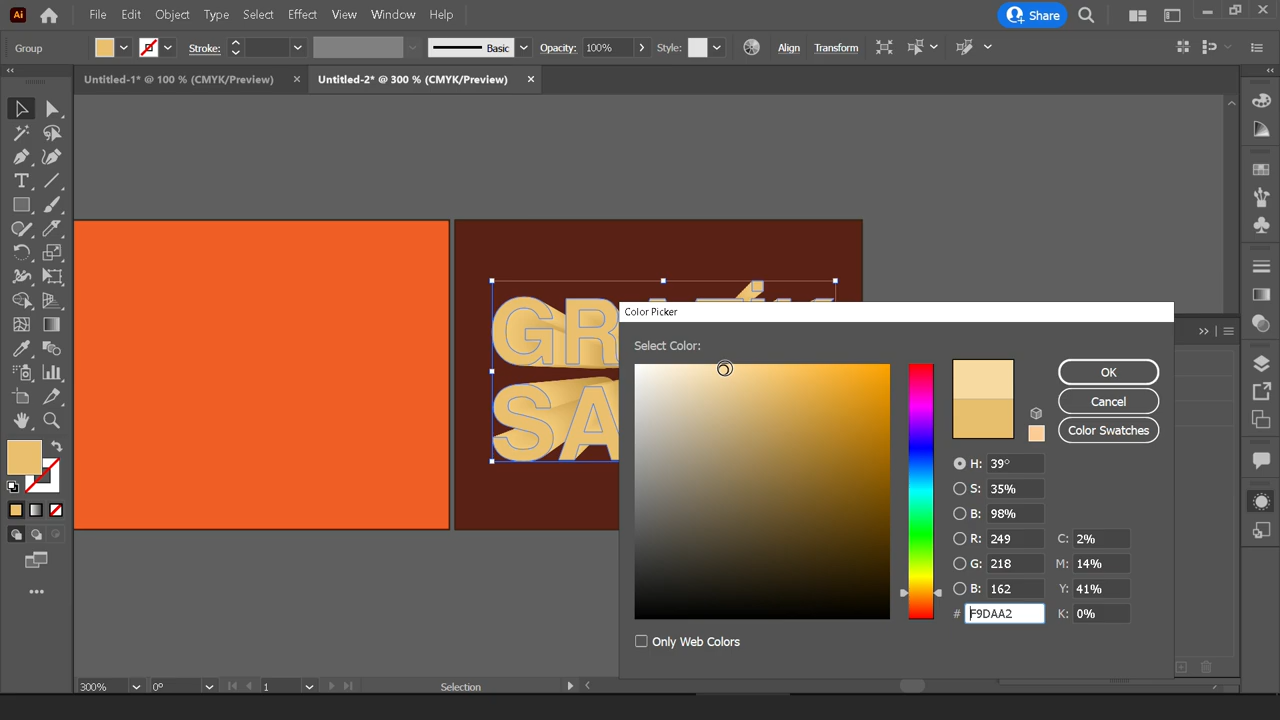 Ai File Edit Object Type Select Effect View Window Help Share
Group Stroke: Basic Opacity: 100% Style: Align Transform
Untitled-1* @ 100 % (CMYK/Preview) × Untitled-2* @ 300 % (CMYK/Preview) ×
Color Picker
GR
SA
Select Color:
OK
Cancel
Color Swatches
H: 39°
S: 35%
B: 98%
R: 249 C: 2%
G: 218 M: 14%
B: 162 Y: 41%
# F9DAA2 K: 0%
Only Web Colors
300% 0° 1 Selection